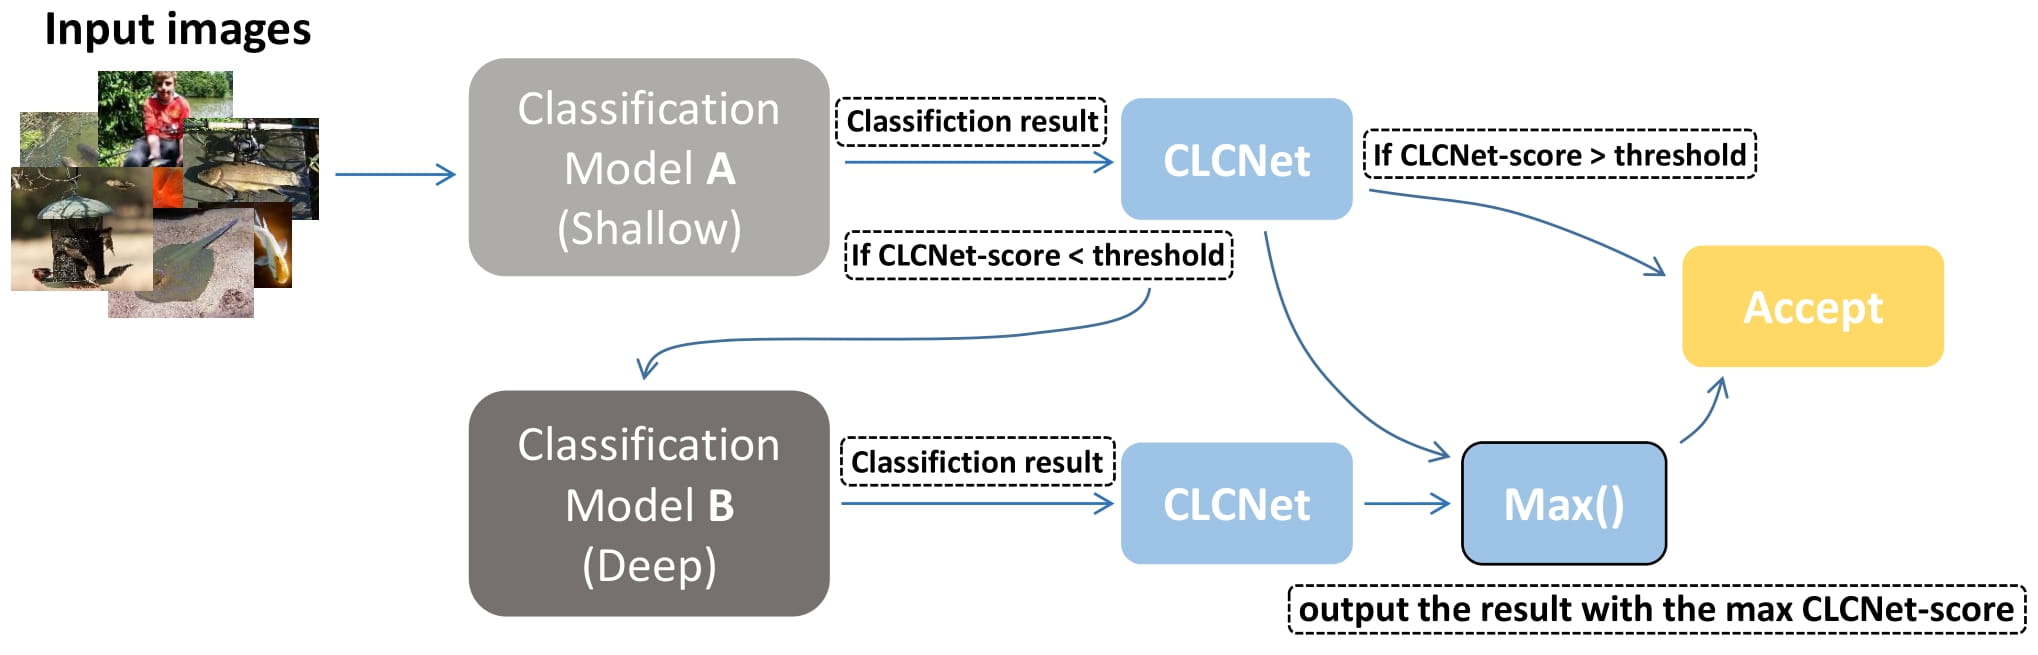 Input images
Classification
Model A
(Shallow)
Classifiction result
CLCNet
If CLCNet-score > threshold
If CLCNet-score < threshold
Accept
Classification
Model B
(Deep)
Classifiction result
CLCNet
Max()
output the result with the max CLCNet-score